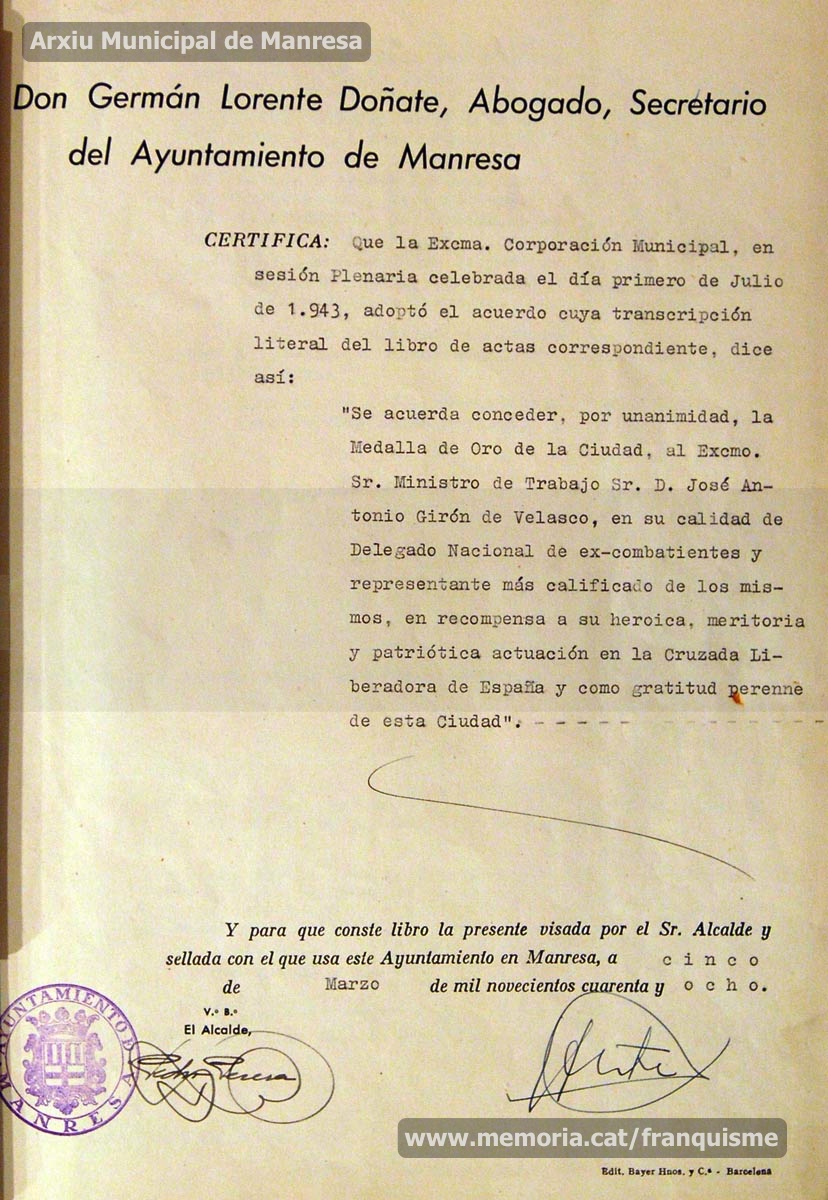 Arxiu Municipal de Manresa
Don Germán Lorente Doñate, Abogado, Secretario
del Ayuntamiento de Manresa
CERTIFICA: Que la Excma. Corporación Municipal, en
sesión Plenaria celebrada el día primero de Julio
de 1.943, adoptó el acuerdo cuya transcripción
literal del libro de actas correspondiente, dice
así:
"Se acuerda conceder, por unanimidad, la
Medalla de Oro de la Ciudad, al Excmo.
Sr. Ministro de Trabajo Sr. D. José An-
tonio Girón de Velasco, en su calidad de
Delegado Nacional de ex-combatientes y
representante más calificado de los mis-
mos, en recompensa a su heroica, meritoria
y patriótica actuación en la Cruzada Li-
beradora de España y como gratitud perenne
de esta Ciudad". - - - - - - - - - - - -
Y para que conste libro la presente visada por el Sr. Alcalde y
sellada con el que usa este Ayuntamiento en Manresa, a cinco
de Marzo de mil novecientos cuarenta y ocho.
V.º B.º
El Alcalde,
AYUNTAMIENTO DE
MANRESA
www.memoria.cat/franquisme
Edit. Bayer Hnos. y C.ª - Barcelona